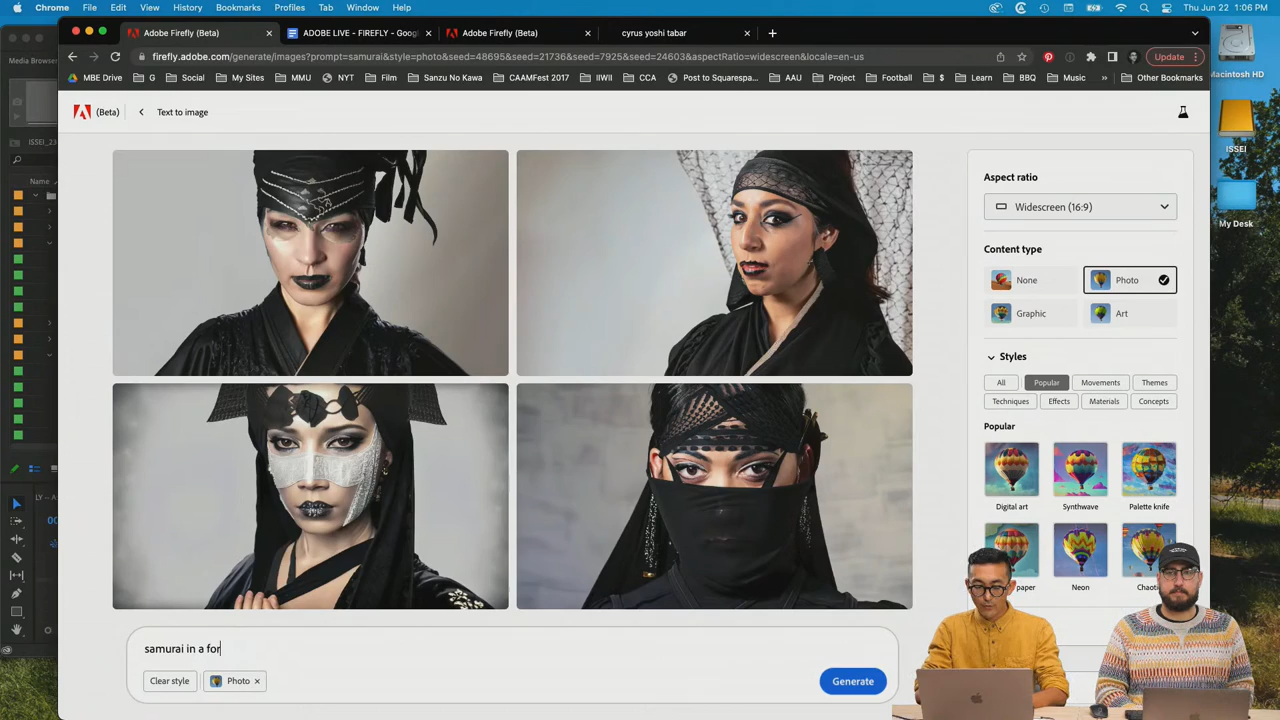 Chrome File Edit View History Bookmarks Profiles Tab Window Help
Thu Jun 22 1:06 PM
Media Browser
Adobe Firefly (Beta)
ADOBE LIVE - FIREFLY - Goog
Adobe Firefly (Beta)
cyrus yoshi tabar
firefly.adobe.com/generate/images?prompt=samurai&style=photo&seed=48695&seed=21736&seed=7925&seed=24603&aspectRatio=widescreen&locale=en-us
Update
MBE Drive
G
Social
My Sites
MMU
NYT
Film
Sanzu No Kawa
CAAMFest 2017
IIWII
CCA
Post to Squarespa...
AAU
Project
Football
$
Learn
BBQ
Music
»
Other Bookmarks
Macintosh HD
ISSEI
My Desk
ISSEI_23
Name
(Beta)
Text to image
Aspect ratio
Widescreen (16:9)
Content type
None
Photo
Graphic
Art
Styles
All
Popular
Movements
Themes
Techniques
Effects
Materials
Concepts
Popular
Digital art
Synthwave
Palette knife
paper
Neon
Chaotic
samurai in a for
Clear style
Photo
Generate